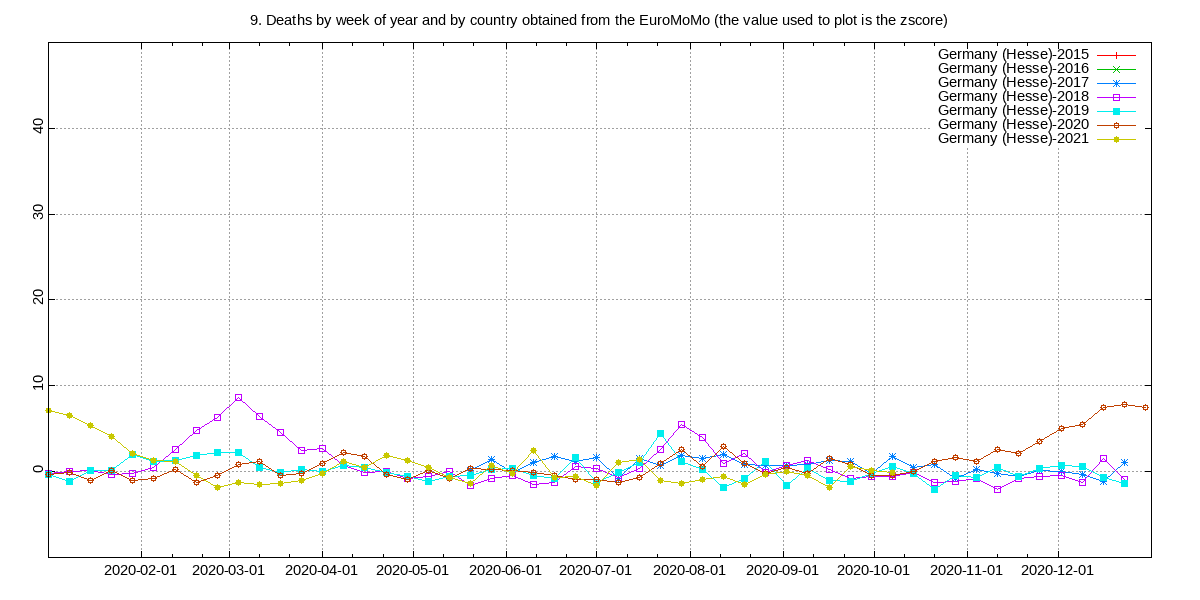 9. Deaths by week of year and by country obtained from the EuroMoMo (the value used to plot is the zscore)
Germany (Hesse)-2015
Germany (Hesse)-2016
Germany (Hesse)-2017
Germany (Hesse)-2018
Germany (Hesse)-2019
Germany (Hesse)-2020
Germany (Hesse)-2021
40
30
20
10
0
2020-02-01 2020-03-01 2020-04-01 2020-05-01 2020-06-01 2020-07-01 2020-08-01 2020-09-01 2020-10-01 2020-11-01 2020-12-01